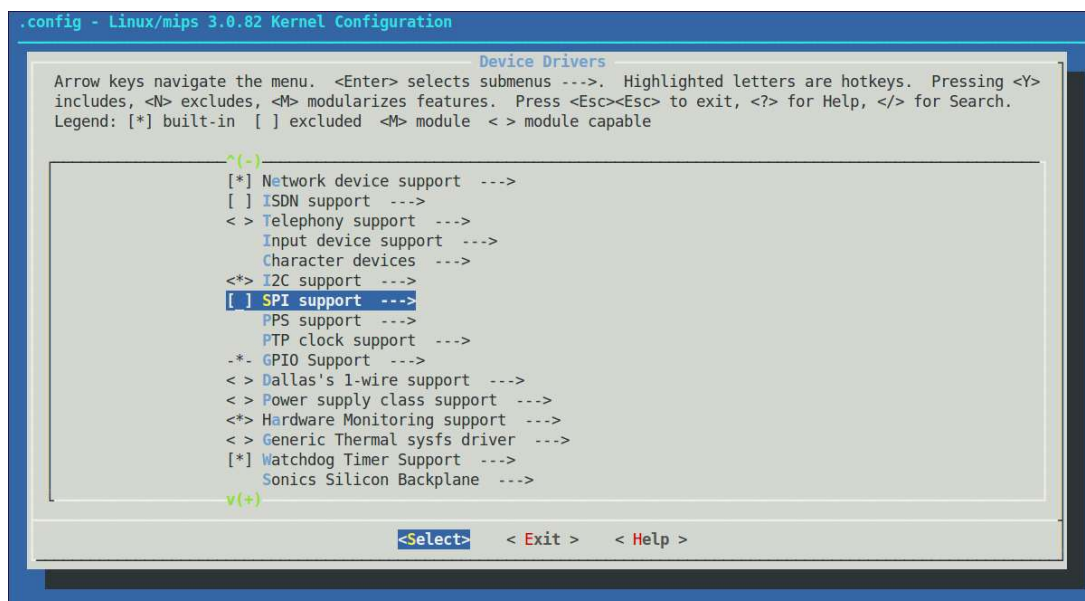 .config - Linux/mips 3.0.82 Kernel Configuration
Device Drivers
Arrow keys navigate the menu.  <Enter> selects submenus --->.  Highlighted letters are hotkeys.  Pressing <Y>
includes, <N> excludes, <M> modularizes features.  Press <Esc><Esc> to exit, <?> for Help, </> for Search.
Legend: [*] built-in  [ ] excluded  <M> module  < > module capable
^(-)
[*] Network device support  --->
[ ] ISDN support  --->
< > Telephony support  --->
Input device support  --->
Character devices  --->
<*> I2C support  --->
[ ] SPI support  --->
PPS support  --->
PTP clock support  --->
-*- GPIO Support  --->
< > Dallas's 1-wire support  --->
< > Power supply class support  --->
<*> Hardware Monitoring support  --->
< > Generic Thermal sysfs driver  --->
[*] Watchdog Timer Support  --->
Sonics Silicon Backplane  --->
v(+)
<Select>    < Exit >    < Help >